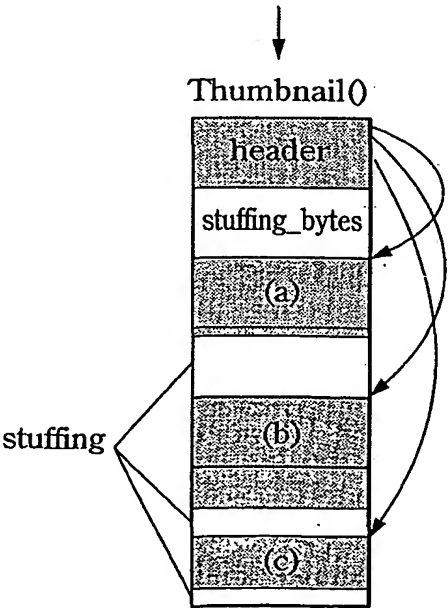 Thumbnail()
header
stuffing_bytes
(a)
(b)
stuffing
(c)